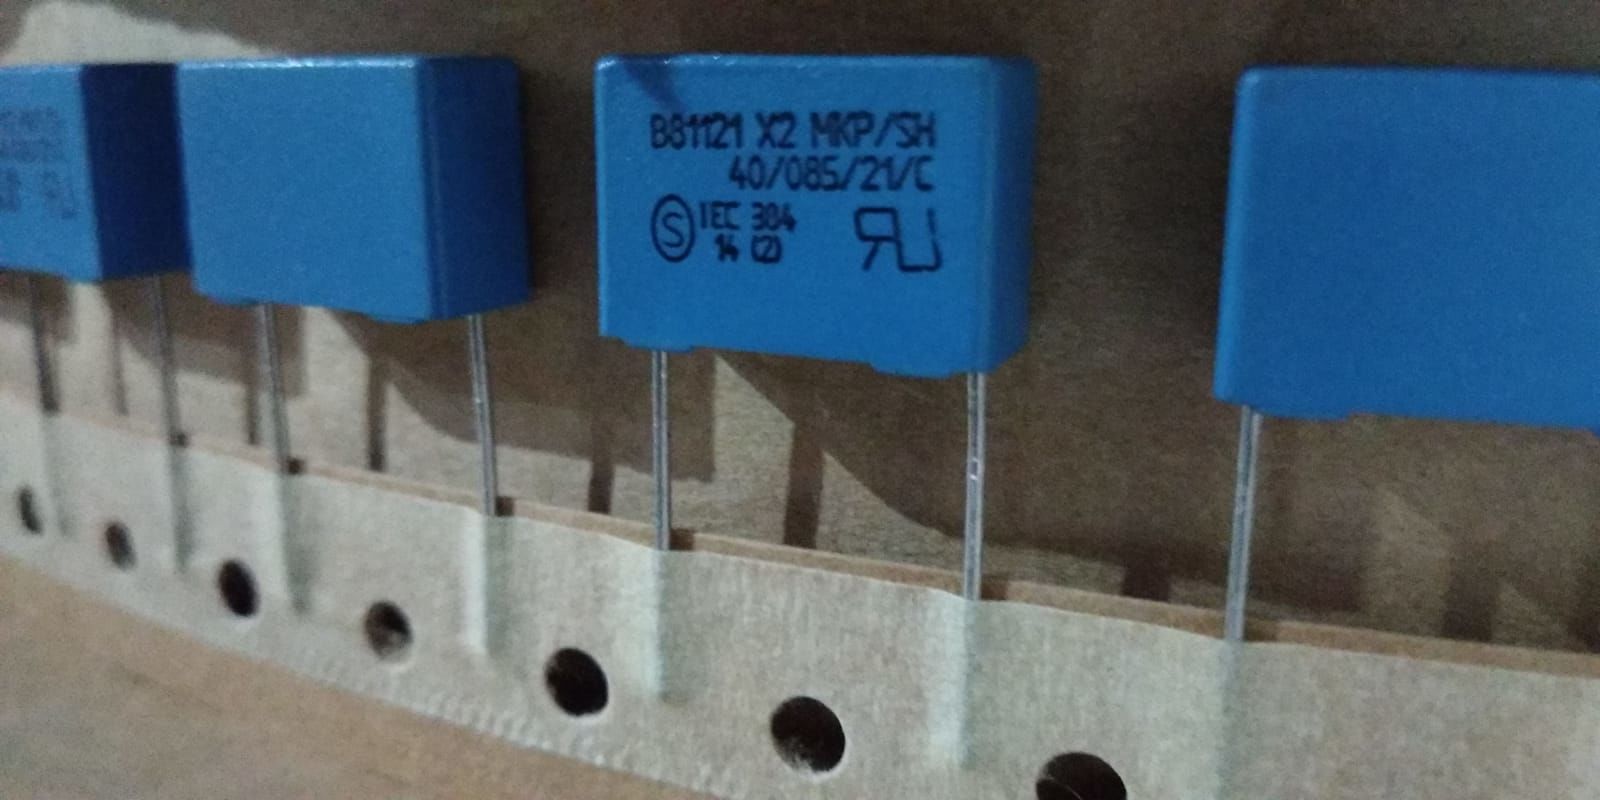 B81121 X2 MKP/SH
40/085/21/C
S IEC 384
14 (2)